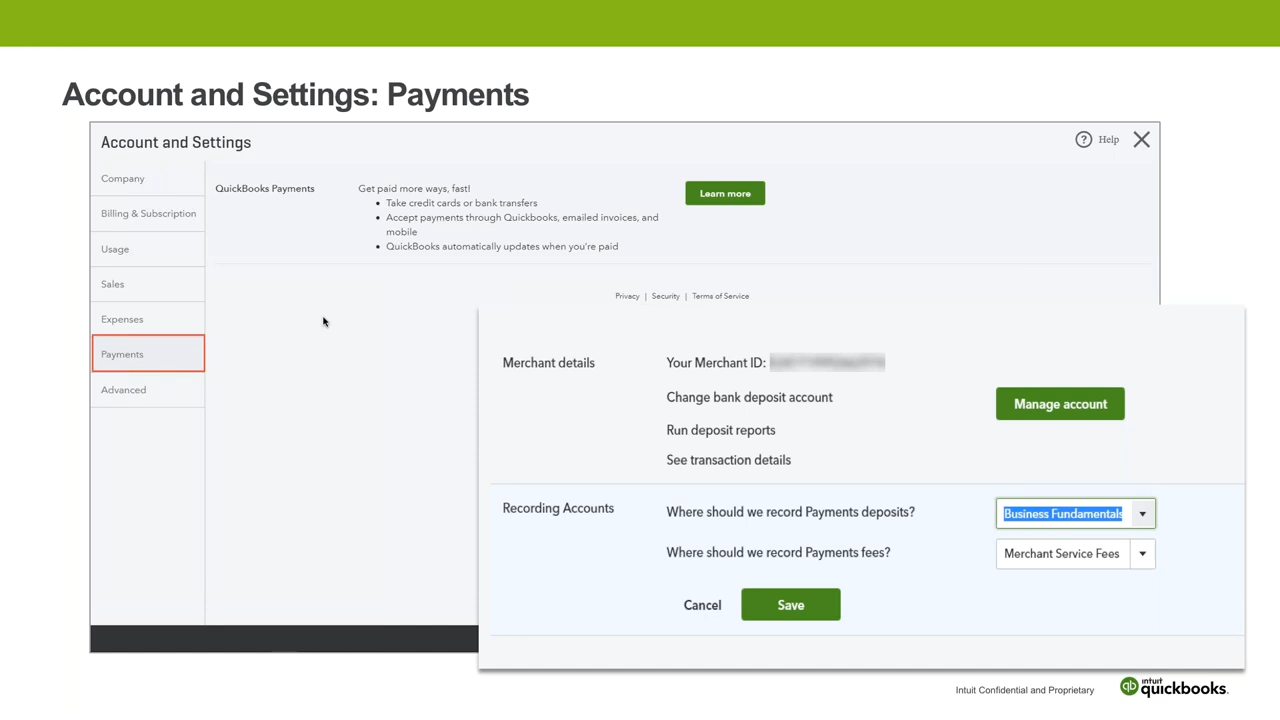 Account and Settings: Payments
Account and Settings
Help
Company
Billing & Subscription
Usage
Sales
Expenses
Payments
Advanced
QuickBooks Payments
Get paid more ways, fast!
• Take credit cards or bank transfers
• Accept payments through Quickbooks, emailed invoices, and
mobile
• QuickBooks automatically updates when you're paid
Learn more
Privacy | Security | Terms of Service
Merchant details
Your Merchant ID:
Change bank deposit account
Run deposit reports
See transaction details
Manage account
Recording Accounts
Where should we record Payments deposits?
Business Fundamentals
Where should we record Payments fees?
Merchant Service Fees
Cancel
Save
Intuit Confidential and Proprietary
qb
intuit
quickbooks.